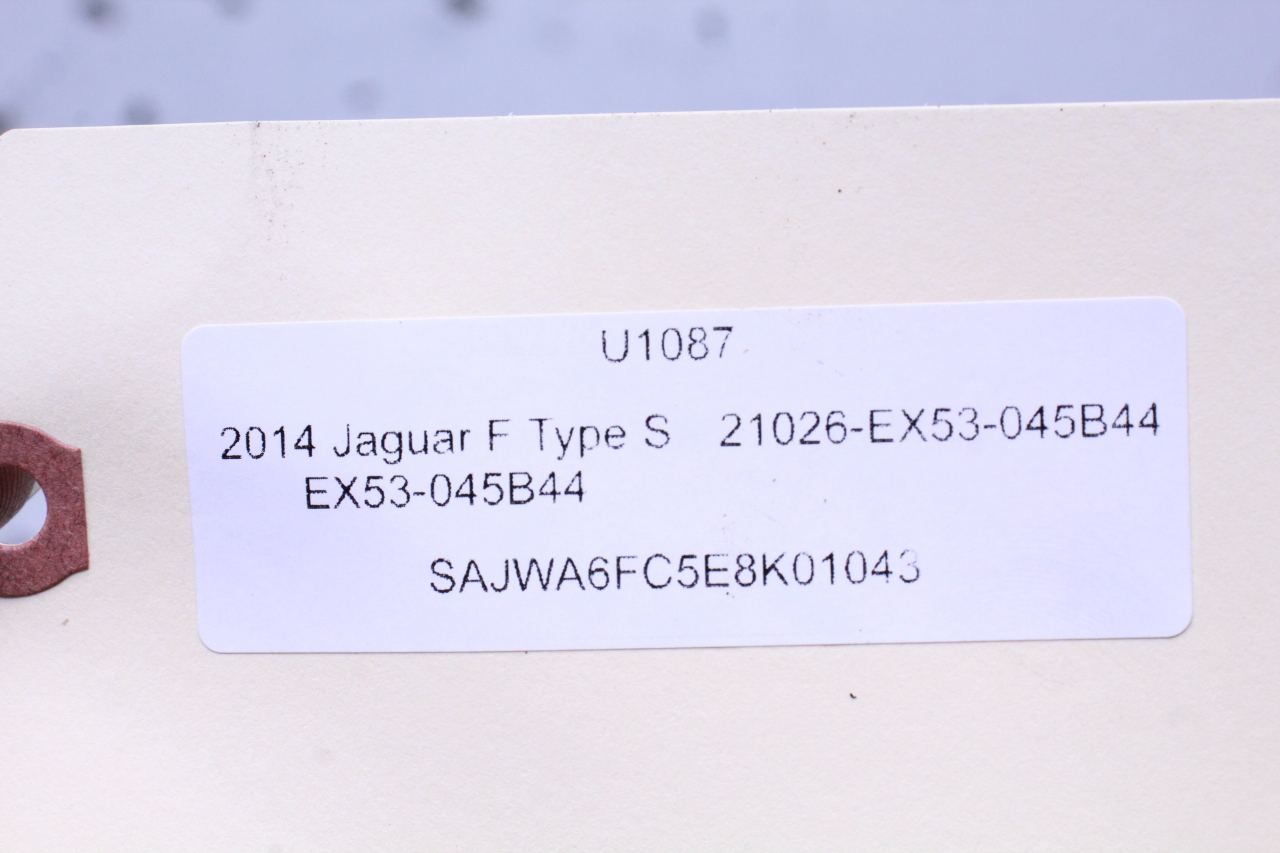 U1087
2014 Jaguar F Type S 21026-EX53-045B44
EX53-045B44
SAJWA6FC5E8K01043